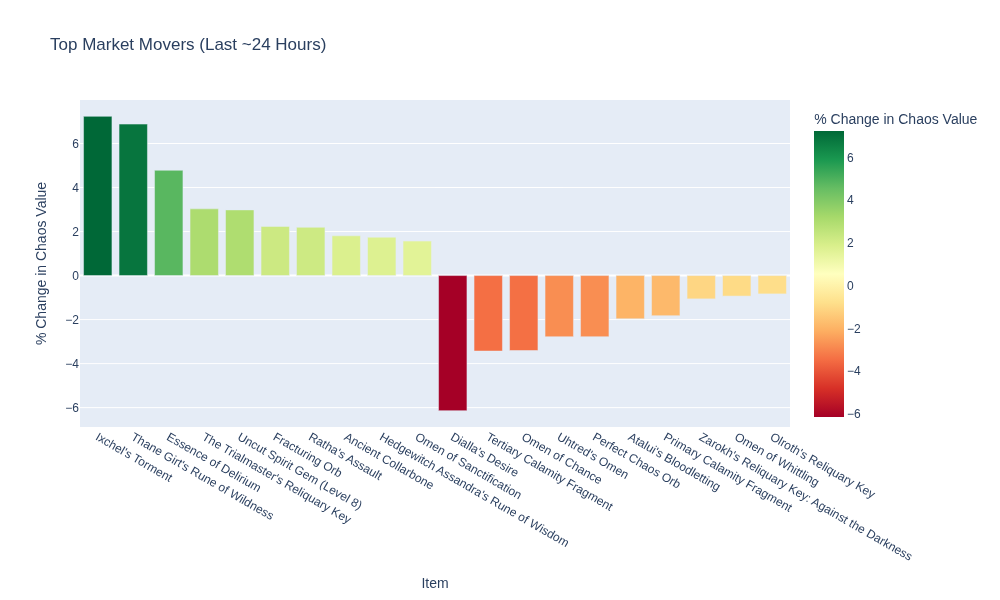 Top Market Movers (Last ~24 Hours)
% Change in Chaos Value
6
4
2
0
−2
−4
−6
% Change in Chaos Value
6
4
2
0
−2
−4
−6
Ixchel's Torment
Thane Girt's Rune of Wildness
Essence of Delirium
The Trialmaster's Reliquary Key
Uncut Spirit Gem (Level 8)
Fracturing Orb
Ratha's Assault
Ancient Collarbone
Hedgewitch Assandra's Rune of Wisdom
Omen of Sanctification
Dialla's Desire
Tertiary Calamity Fragment
Omen of Chance
Uhtred's Omen
Perfect Chaos Orb
Atalui's Bloodletting
Primary Calamity Fragment
Zarokh's Reliquary Key: Against the Darkness
Omen of Whittling
Olroth's Reliquary Key
Item